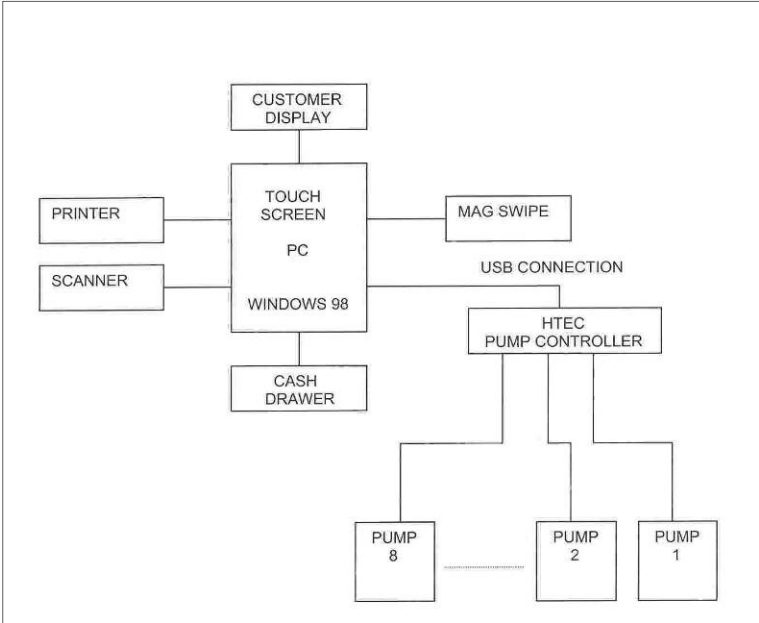 CUSTOMER
DISPLAY
TOUCH
SCREEN
PC
WINDOWS 98
PRINTER
SCANNER
MAG SWIPE
USB CONNECTION
HTEC
PUMP CONTROLLER
CASH
DRAWER
PUMP
8
PUMP
2
PUMP
1